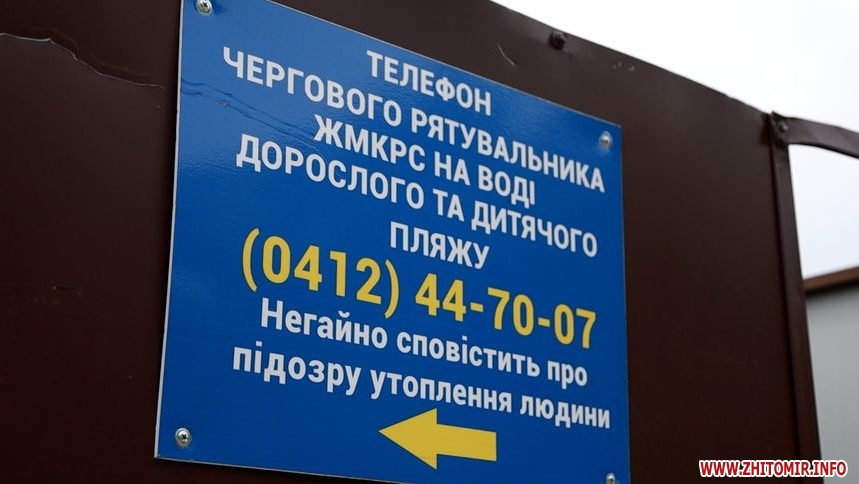 ТЕЛЕФОН
ЧЕРГОВОГО РЯТУВАЛЬНИКА
ЖМКРС НА ВОДІ
ДОРОСЛОГО ТА ДИТЯЧОГО
ПЛЯЖУ
(0412) 44-70-07
Негайно сповістить про
підозру утоплення людини
WWW.ZHITOMIR.INFO